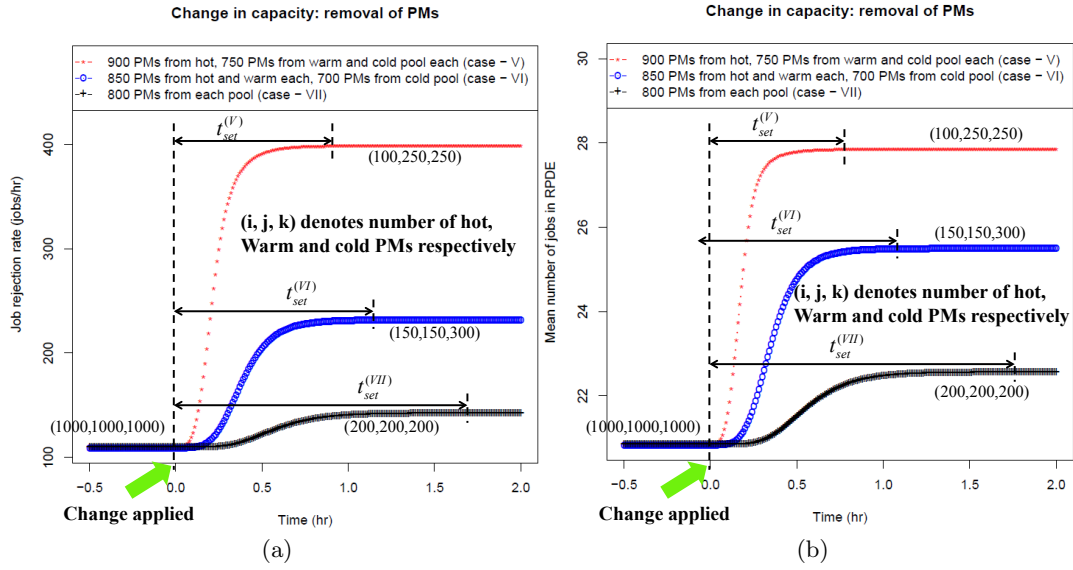 Change in capacity: removal of PMs
900 PMs from hot, 750 PMs from warm and cold pool each (case − V)
850 PMs from hot and warm each, 700 PMs from cold pool (case − VI)
800 PMs from each pool (case − VII)
Job rejection rate (jobs/hr)
400
300
200
100
t_set^(V)
(100,250,250)
(i, j, k) denotes number of hot,
Warm and cold PMs respectively
t_set^(VI)
(150,150,300)
t_set^(VII)
(1000,1000,1000)
(200,200,200)
−0.5 0.0 0.5 1.0 1.5 2.0
Change applied
Time (hr)
(a)
Change in capacity: removal of PMs
900 PMs from hot, 750 PMs from warm and cold pool each (case − V)
850 PMs from hot and warm each, 700 PMs from cold pool (case − VI)
800 PMs from each pool (case − VII)
Mean number of jobs in RPDE
30
28
26
24
22
t_set^(V)
(100,250,250)
t_set^(VI)
(150,150,300)
(i, j, k) denotes number of hot,
Warm and cold PMs respectively
t_set^(VII)
(200,200,200)
(1000,1000,1000)
−0.5 0.0 0.5 1.0 1.5 2.0
Change applied
Time (hr)
(b)